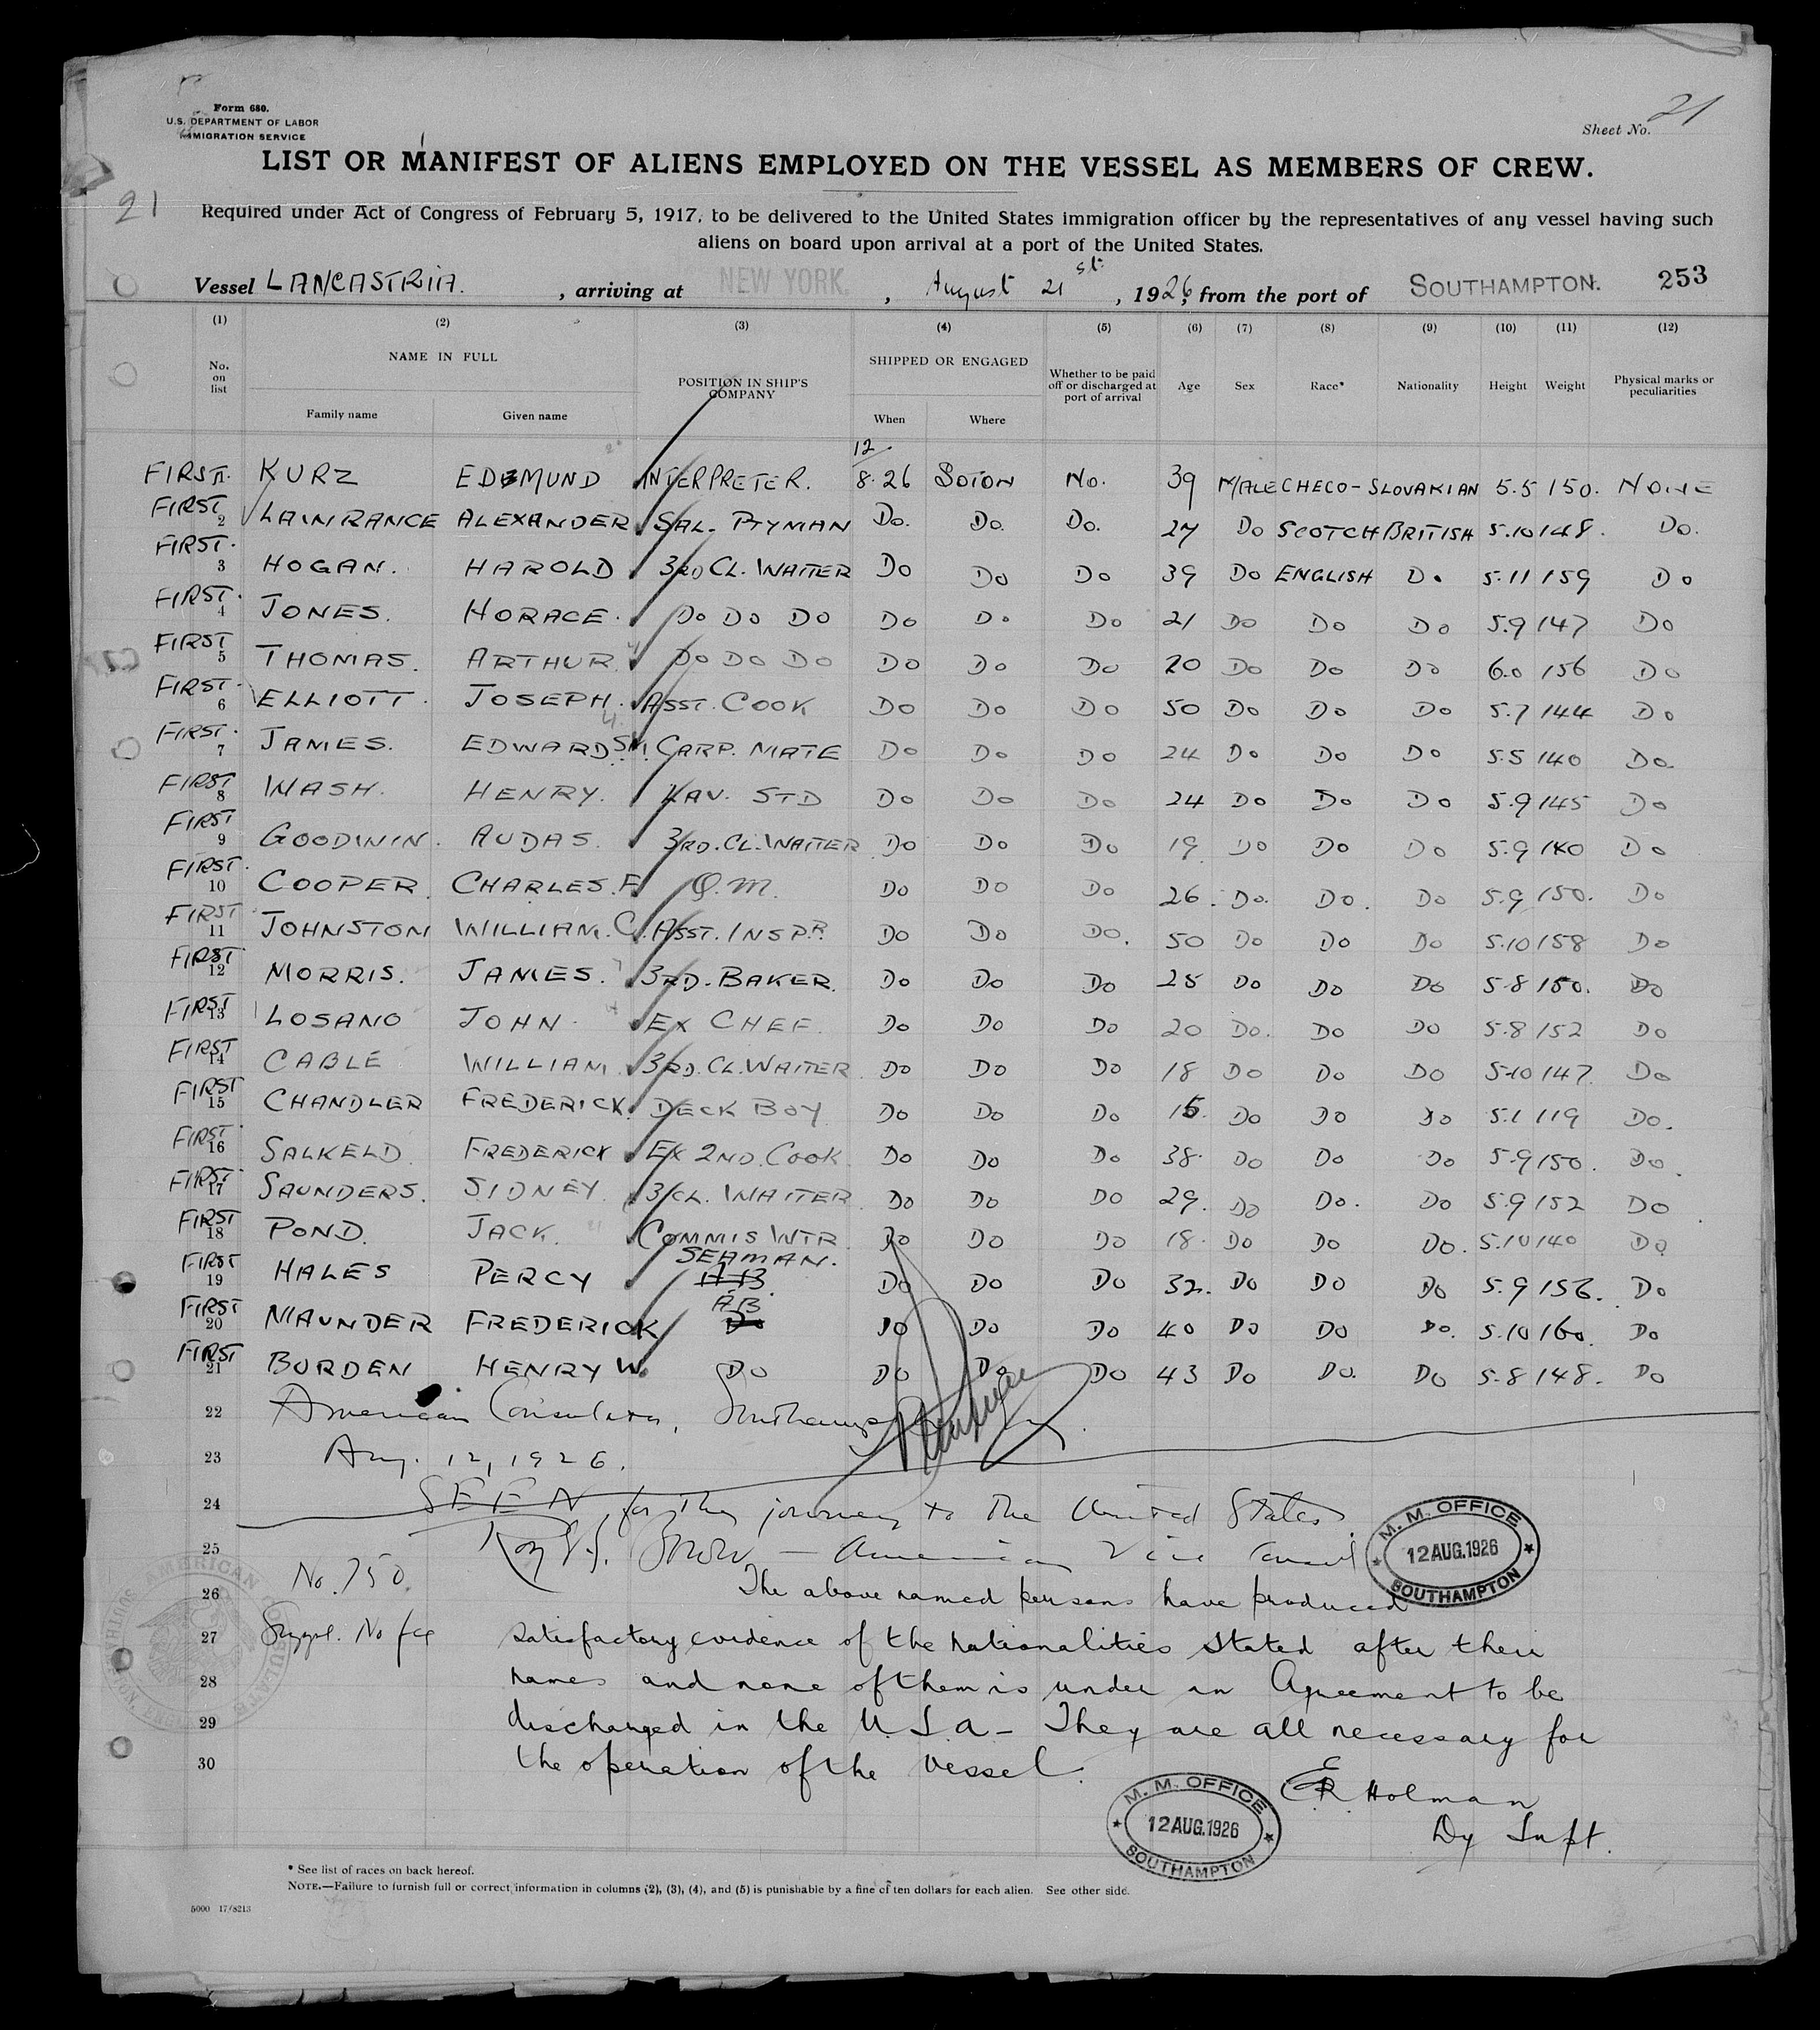 Form 680.
U.S. DEPARTMENT OF LABOR
IMMIGRATION SERVICE
21
Sheet No.
LIST OR MANIFEST OF ALIENS EMPLOYED ON THE VESSEL AS MEMBERS OF CREW.
21
Required under Act of Congress of February 5, 1917, to be delivered to the United States immigration officer by the representatives of any vessel having such
aliens on board upon arrival at a port of the United States.
Vessel LANCASTRIA. , arriving at NEW YORK. , August 21st. , 1926, from the port of SOUTHAMPTON. 253
(1) (2) (3) (4) (5) (6) (7) (8) (9) (10) (11) (12)
No. on list NAME IN FULL Family name Given name POSITION IN SHIP'S COMPANY SHIPPED OR ENGAGED When Where Whether to be paid off or discharged at port of arrival Age Sex Race* Nationality Height Weight Physical marks or peculiarities
12
FIRST KURZ EDMUND INTERPRETER. 8.26 SOTON No. 39 MALE CHECO-SLOVAKIAN 5.5 150. NONE
FIRST 2 LAWRANCE ALEXANDER SAL. PTYMAN Do. Do. Do. 27 Do SCOTCH BRITISH 5.10 148. Do.
FIRST. 3 HOGAN. HAROLD 3RD CL. WAITER Do Do Do 39 Do ENGLISH Do 5.11 159 Do
FIRST. 4 JONES. HORACE. Do Do Do Do Do Do 21 Do Do Do 5.9 147 Do
FIRST 5 THOMAS. ARTHUR. Do Do Do Do Do Do 20 Do Do Do 6.0 156 Do
FIRST. 6 ELLIOTT. JOSEPH. ASST. COOK Do Do Do 50 Do Do Do 5.7 144 Do
FIRST. 7 JAMES. EDWARD CARP. MATE Do Do Do 24 Do Do Do 5.5 140 Do.
FIRST 8 WASH. HENRY. LAV. STD Do Do Do 24 Do Do Do 5.9 145 Do
FIRST 9 GOODWIN. AUDAS. 3RD. CL. WAITER Do Do Do 19 Do Do Do 5.9 140 Do
FIRST. 10 COOPER. CHARLES. F. Q.M. Do Do Do 26. Do. Do. Do 5.9 150. Do
FIRST 11 JOHNSTON WILLIAM. C. ASST. INSPR. Do Do Do. 50 Do Do Do 5.10 158 Do
FIRST 12 MORRIS. JAMES. 3RD. BAKER. Do Do Do 25 Do Do Do 5.8 150. Do
FIRST 13 LOSANO JOHN EX CHEF. Do Do Do 20 Do. Do Do 5.8 152 Do
FIRST 14 CABLE WILLIAM. 3RD. CL. WAITER. Do Do Do 18 Do Do Do 5.10 147. Do
FIRST 15 CHANDLER FREDERICK. DECK BOY Do Do Do 15. Do Do Do 5.1 119 Do.
FIRST. 16 SALKELD FREDERICK EX 2ND. COOK. Do Do Do 38. Do Do Do 5.9 150. Do.
FIRST. 17 SAUNDERS. SIDNEY. 3/CL. WAITER Do Do Do 29. Do Do. Do 5.9 152 Do
FIRST 18 POND. JACK. COMMIS WTR. Do Do Do 18. Do Do Do. 5.10 140 Do
SEAMAN.
FIRST 19 HALES PERCY Do Do Do 32. Do Do Do 5.9 156. Do
A.B.
FIRST 20 MAUNDER FREDERICK Do Do Do Do 40 Do Do Do. 5.10 160. Do
FIRST 21 BURDEN HENRY W. Do Do Do Do 43 Do Do. Do 5.8 148. Do
22 American Consulate, Southampton
23 Aug. 12, 1926.
24 SEEN for the journey to the United States
25 American Vice Consul
M. M. OFFICE
12 AUG. 1926
SOUTHAMPTON
AMERICAN CONSULATE
No. 750.
26 The above named persons have produced
27 Suppl. No fee satisfactory evidence of the nationalities stated after their
28 names and none of them is under an Agreement to be
29 discharged in the U.S.A - They are all necessary for
30 the operation of the vessel.
M. M. OFFICE
12 AUG. 1926
SOUTHAMPTON
ER Holman
Dy Supt.
* See list of races on back hereof.
NOTE.—Failure to furnish full or correct information in columns (2), (3), (4), and (5) is punishable by a fine of ten dollars for each alien. See other side.
5000 17/8213